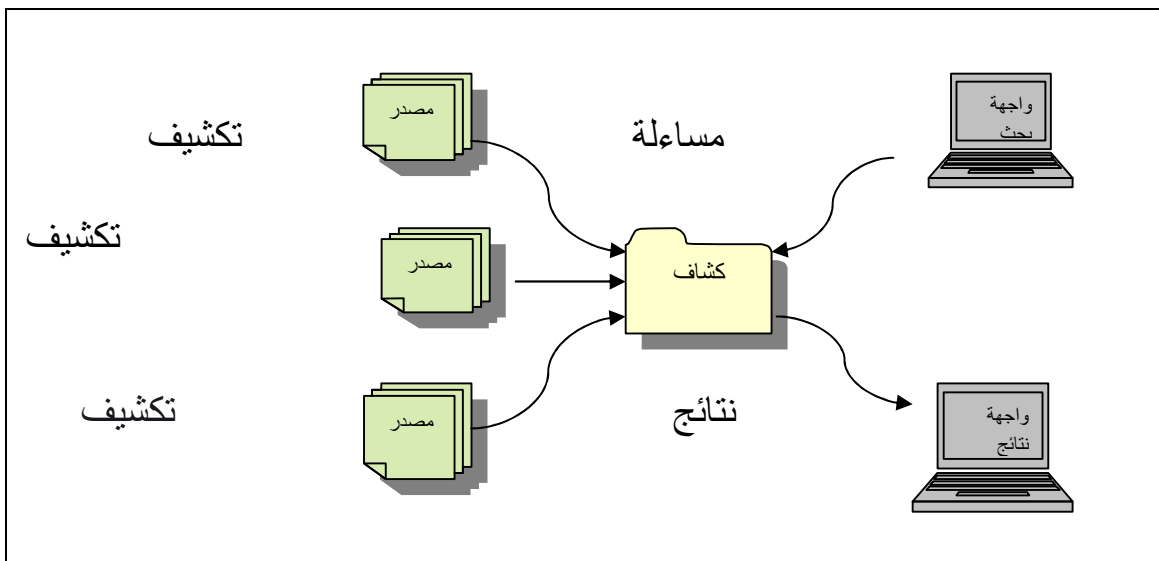 واجهة
بحث
مساءلة
مصدر
تكشيف
تكشيف
مصدر
كشاف
واجهة
نتائج
نتائج
مصدر
تكشيف